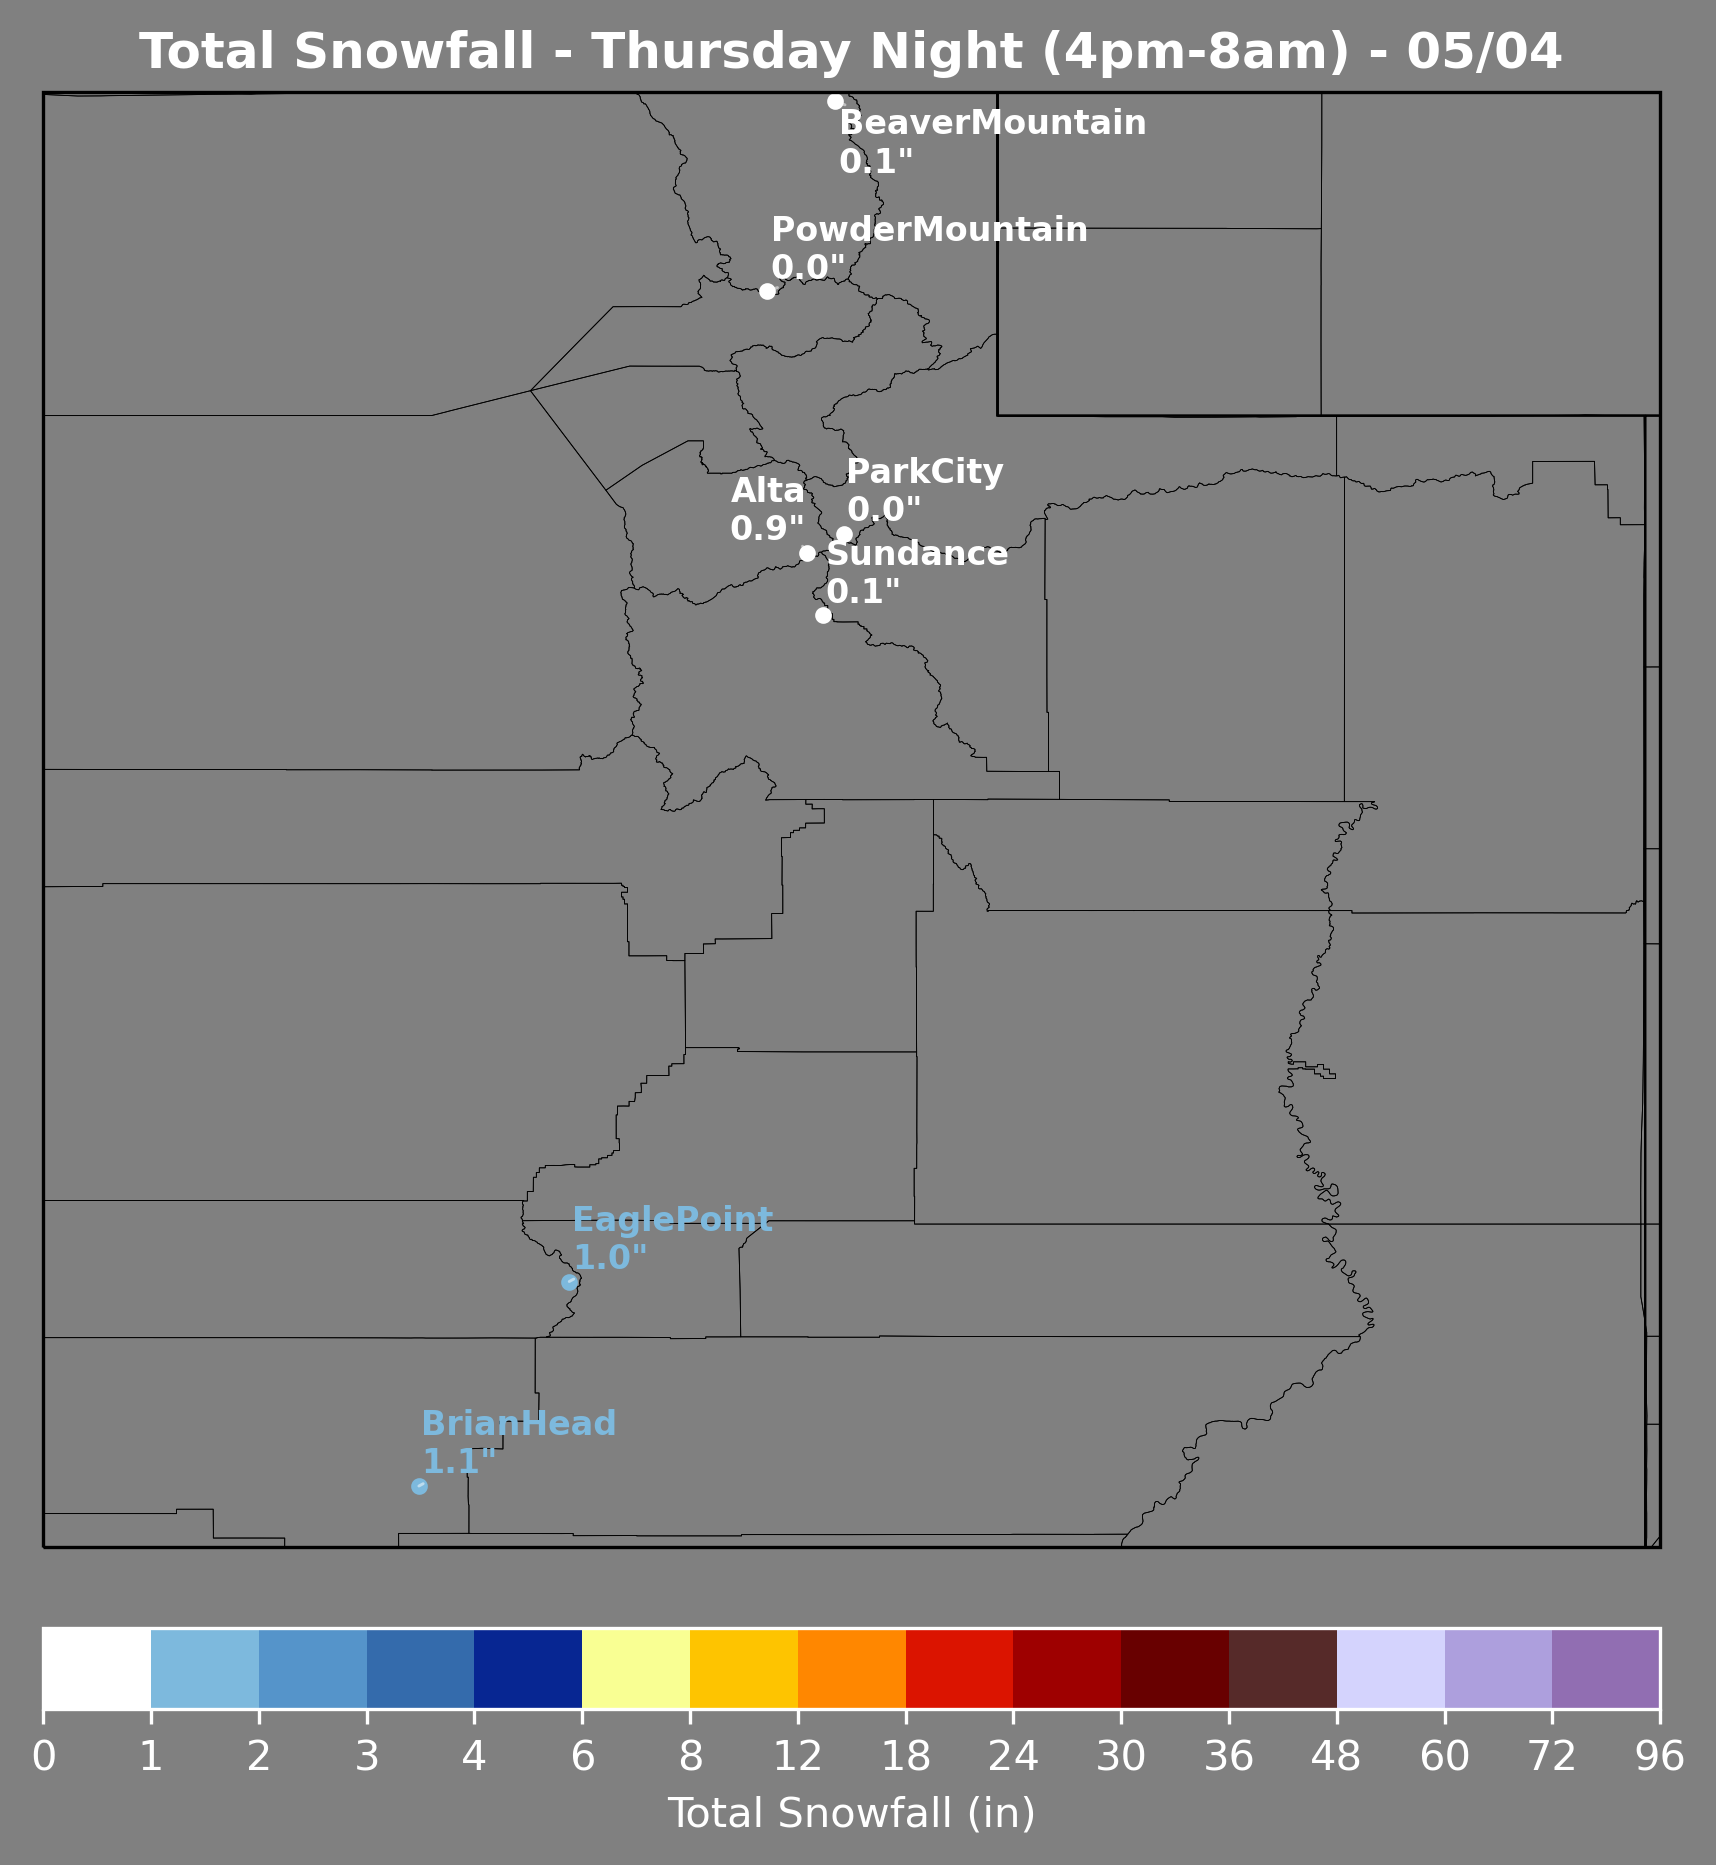 Total Snowfall - Thursday Night (4pm-8am) - 05/04
BeaverMountain
0.1"
PowderMountain
0.0"
ParkCity
0.0"
Alta
0.9"
Sundance
0.1"
EaglePoint
1.0"
BrianHead
1.1"
0 1 2 3 4 6 8 12 18 24 30 36 48 60 72 96
Total Snowfall (in)